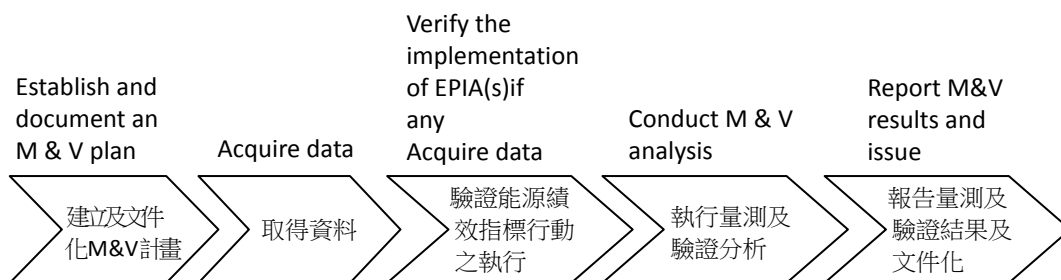 Establish and
document an
M & V plan
Acquire data
Verify the
implementation
of EPIA(s)if
any
Acquire data
Conduct M & V
analysis
Report M&V
results and
issue
建立及文件
化M&V計畫
取得資料
驗證能源績
效指標行動
之執行
執行量測及
驗證分析
報告量測及
驗證結果及
文件化